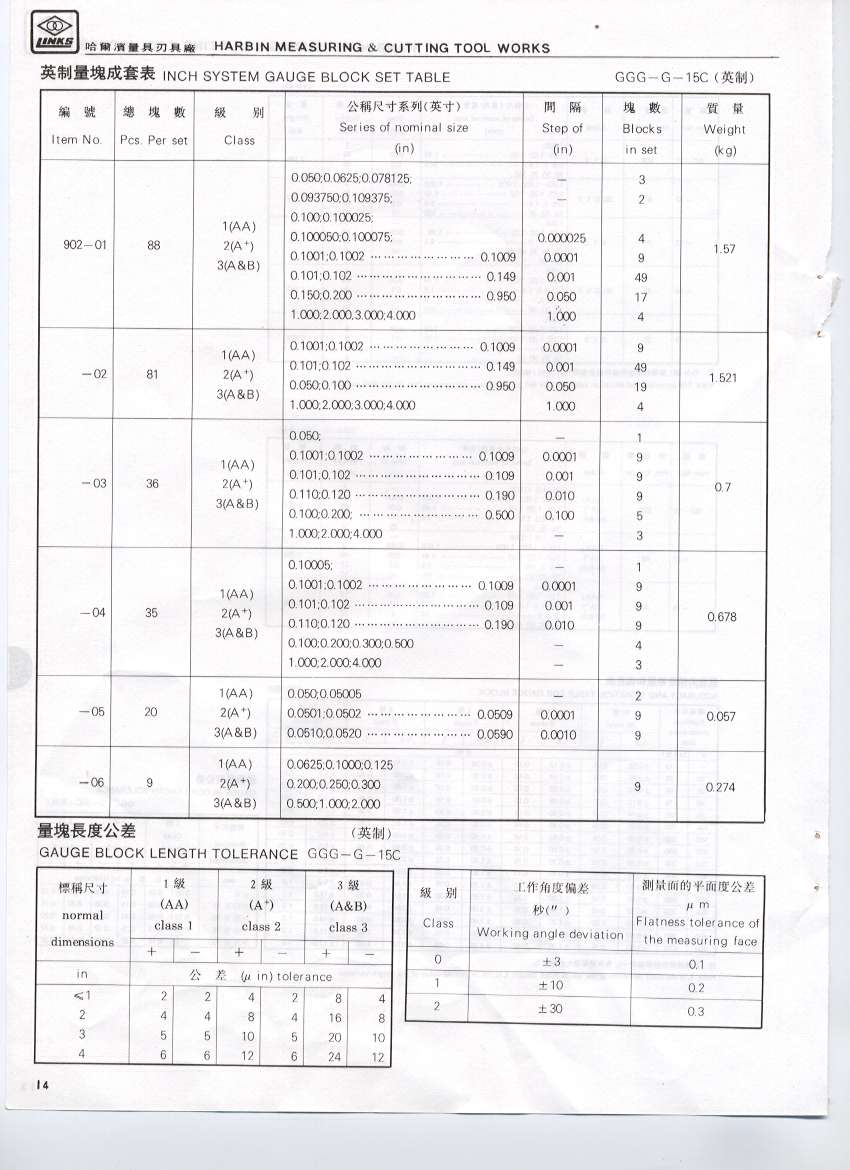 LINKS
哈爾濱量具刃具廠 HARBIN MEASURING & CUTTING TOOL WORKS
英制量塊成套表 INCH SYSTEM GAUGE BLOCK SET TABLE GGG-G-15C (英制)
編 號 總 塊 數 級 别 公稱尺寸系列(英寸) 間 隔 塊 數 質 量
Item No. Pcs. Per set Class Series of nominal size Step of Blocks Weight
(in) (in) in set (kg)
902-01 88 1(AA) 2(A⁺) 3(A&B) 1.57
0.050;0.0625;0.078125; — 3
0.093750;0.109375; — 2
0.100;0.100025;
0.100050;0.100075; 0.000025 4
0.1001;0.1002 ························ 0.1009 0.0001 9
0.101;0.102 ····························· 0.149 0.001 49
0.150;0.200 ····························· 0.950 0.050 17
1.000;2.000,3.000;4.000 1.000 4
-02 81 1(AA) 2(A⁺) 3(A&B) 1.521
0.1001;0.1002 ························ 0.1009 0.0001 9
0.101;0.102 ····························· 0.149 0.001 49
0.050;0.100 ····························· 0.950 0.050 19
1.000;2.000;3.000;4.000 1.000 4
-03 36 1(AA) 2(A⁺) 3(A&B) 0.7
0.050; — 1
0.1001;0.1002 ························ 0.1009 0.0001 9
0.101;0.102 ····························· 0.109 0.001 9
0.110;0.120 ····························· 0.190 0.010 9
0.100;0.200; ···························· 0.500 0.100 5
1.000;2.000;4.000 — 3
-04 35 1(AA) 2(A⁺) 3(A&B) 0.678
0.10005; — 1
0.1001;0.1002 ························ 0.1009 0.0001 9
0.101;0.102 ····························· 0.109 0.001 9
0.110;0.120 ····························· 0.190 0.010 9
0.100;0.200;0.300;0.500 — 4
1.000;2.000;4.000 — 3
-05 20 1(AA) 2(A⁺) 3(A&B) 0.057
0.050;0.05005 — 2
0.0501;0.0502 ························ 0.0509 0.0001 9
0.0510;0.0520 ························ 0.0590 0.0010 9
-06 9 1(AA) 2(A⁺) 3(A&B) 9 0.274
0.0625;0.1000;0.125
0.200;0.250;0.300
0.500;1.000;2.000
量塊長度公差 (英制)
GAUGE BLOCK LENGTH TOLERANCE GGG-G-15C
標稱尺寸 1 級 2 級 3 級
normal (AA) (A⁺) (A&B)
dimensions class 1 class 2 class 3
+ — + — + —
in 公 差 (μ in) tolerance
≤1 2 2 4 2 8 4
2 4 4 8 4 16 8
3 5 5 10 5 20 10
4 6 6 12 6 24 12
級 别 工作角度偏差 測量面的平面度公差
秒(″ ) μ m
Class Working angle deviation Flatness tolerance of
the measuring face
0 ±3 0.1
1 ±10 0.2
2 ±30 0.3
14